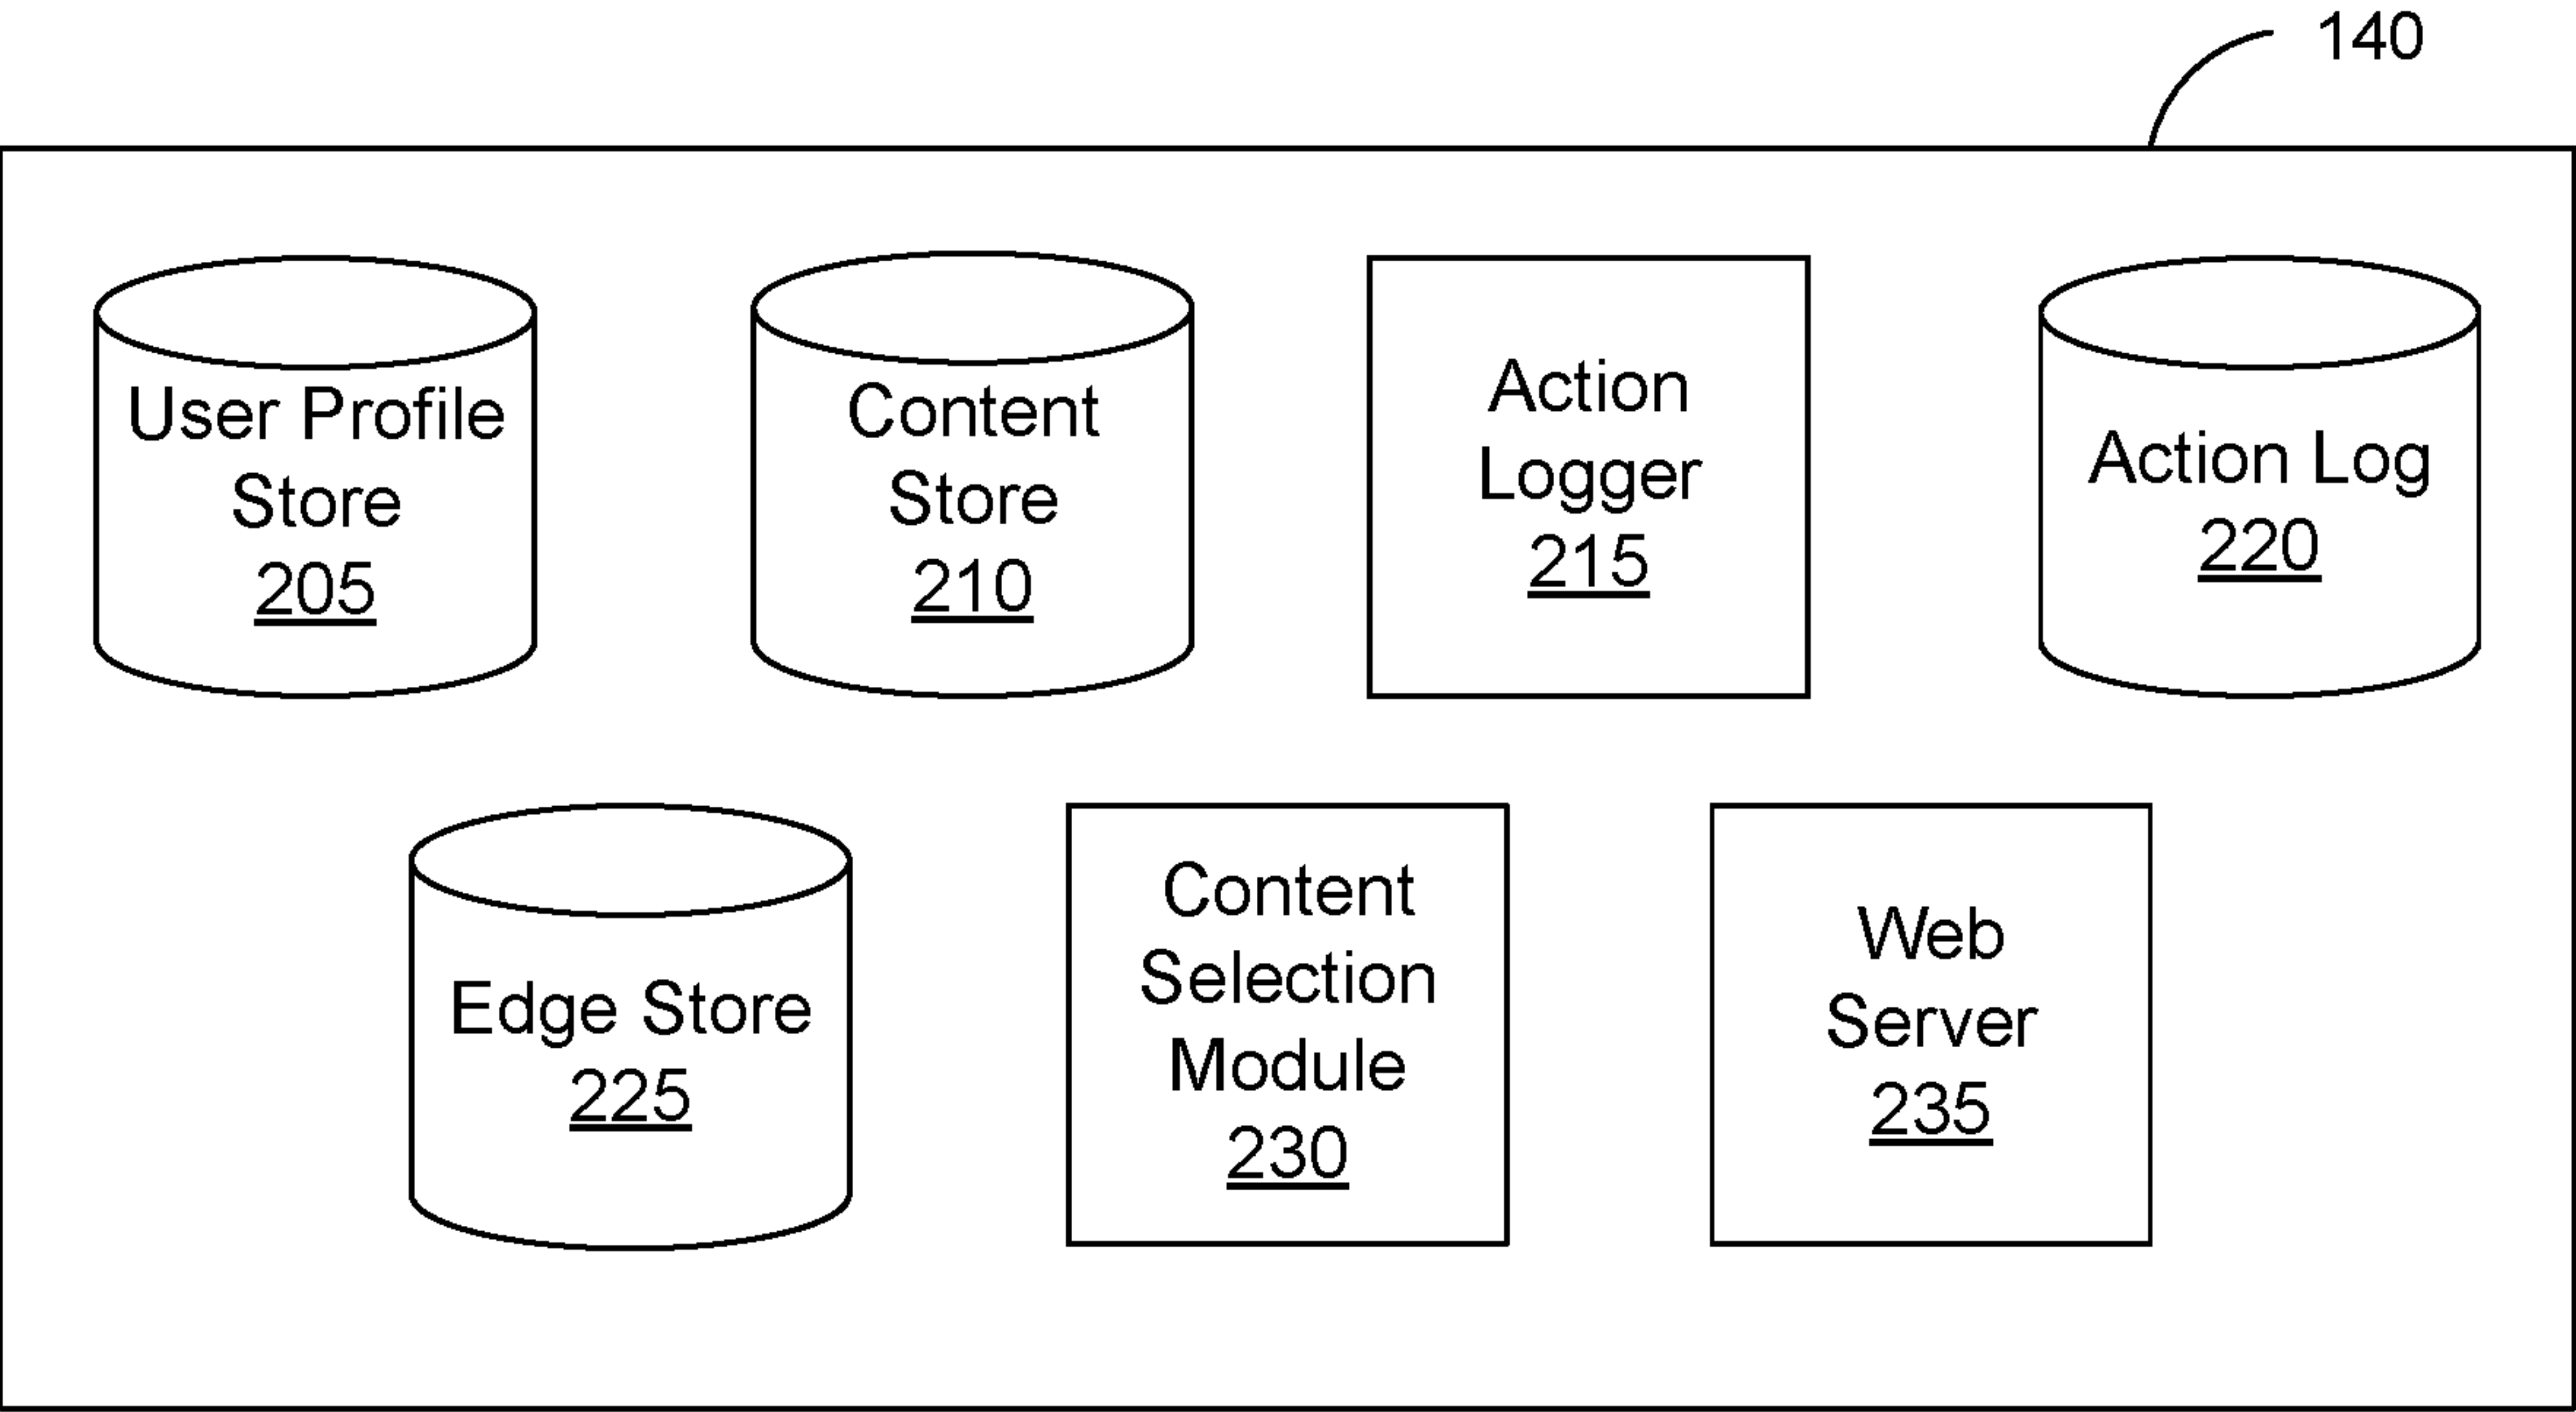 140
User Profile
Store
205
Content
Store
210
Action
Logger
215
Action Log
220
Edge Store
225
Content
Selection
Module
230
Web
Server
235